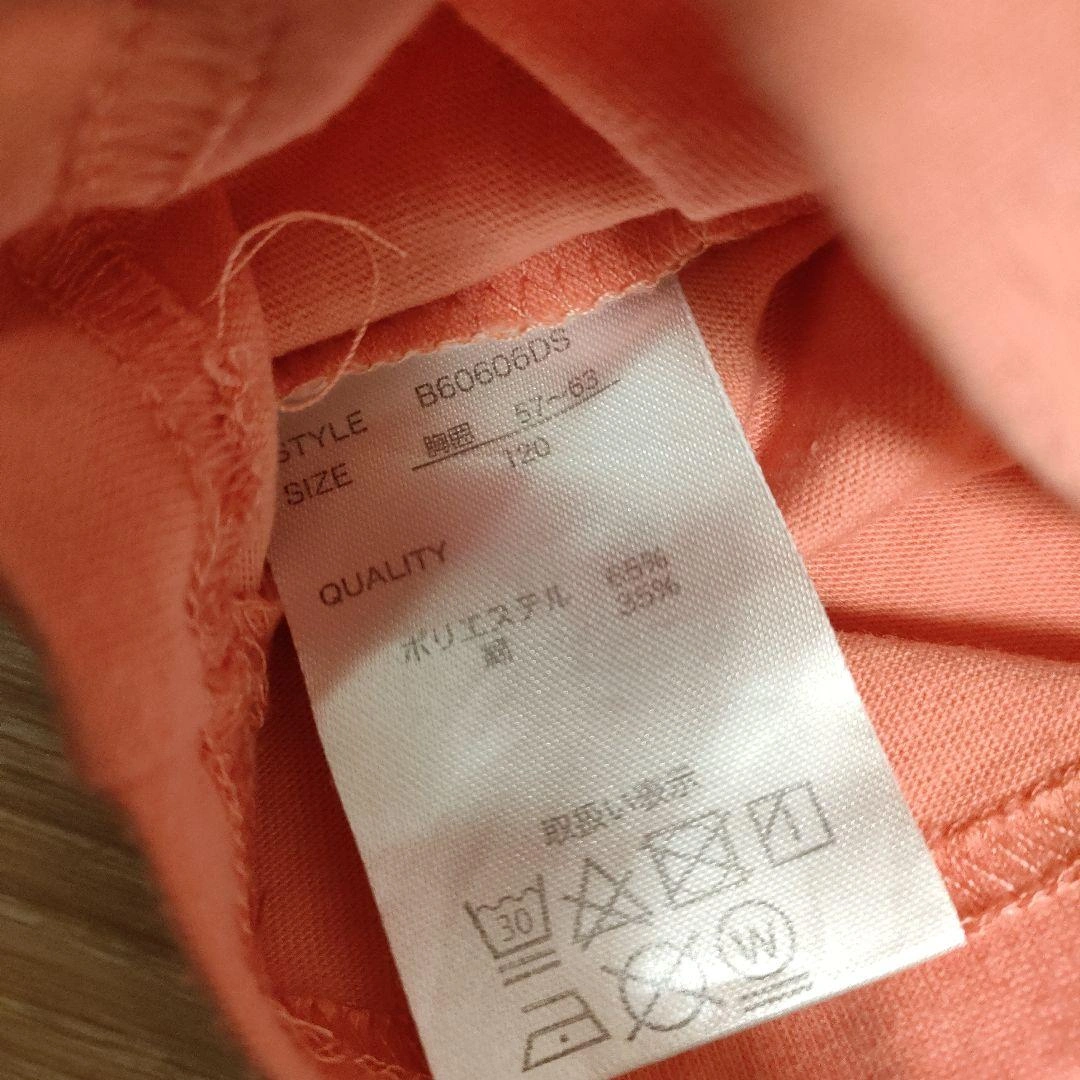 STYLE B60606DS
SIZE 胸囲 57～63
120
QUALITY
ポリエステル 65%
綿 35%
取扱い表示
30
W